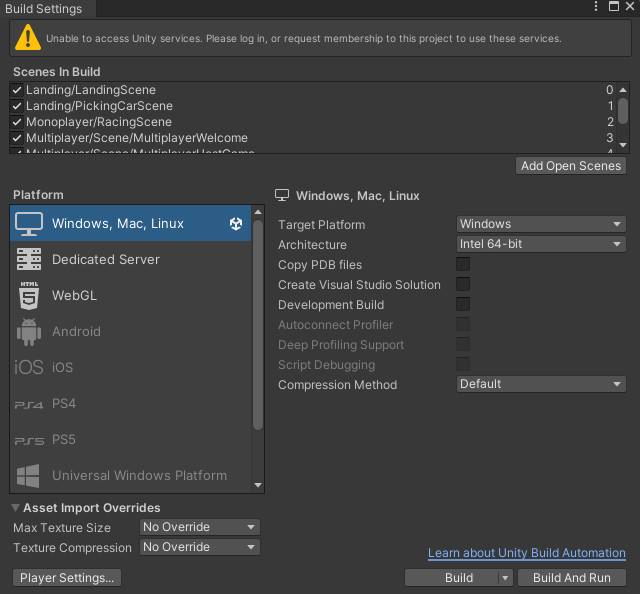 Build Settings
Unable to access Unity services. Please log in, or request membership to this project to use these services.
Scenes In Build
Landing/LandingScene 0
Landing/PickingCarScene 1
Monoplayer/RacingScene 2
Multiplayer/Scene/MultiplayerWelcome 3
Multiplayer/Scene/MultiplayerHostGame 4
Add Open Scenes
Platform
Windows, Mac, Linux
Dedicated Server
HTML
5
WebGL
Android
iOS iOS
PS4 PS4
PS5 PS5
Universal Windows Platform
Windows, Mac, Linux
Target Platform Windows
Architecture Intel 64-bit
Copy PDB files
Create Visual Studio Solution
Development Build
Autoconnect Profiler
Deep Profiling Support
Script Debugging
Compression Method Default
Asset Import Overrides
Max Texture Size No Override
Texture Compression No Override
Learn about Unity Build Automation
Player Settings...
Build
Build And Run